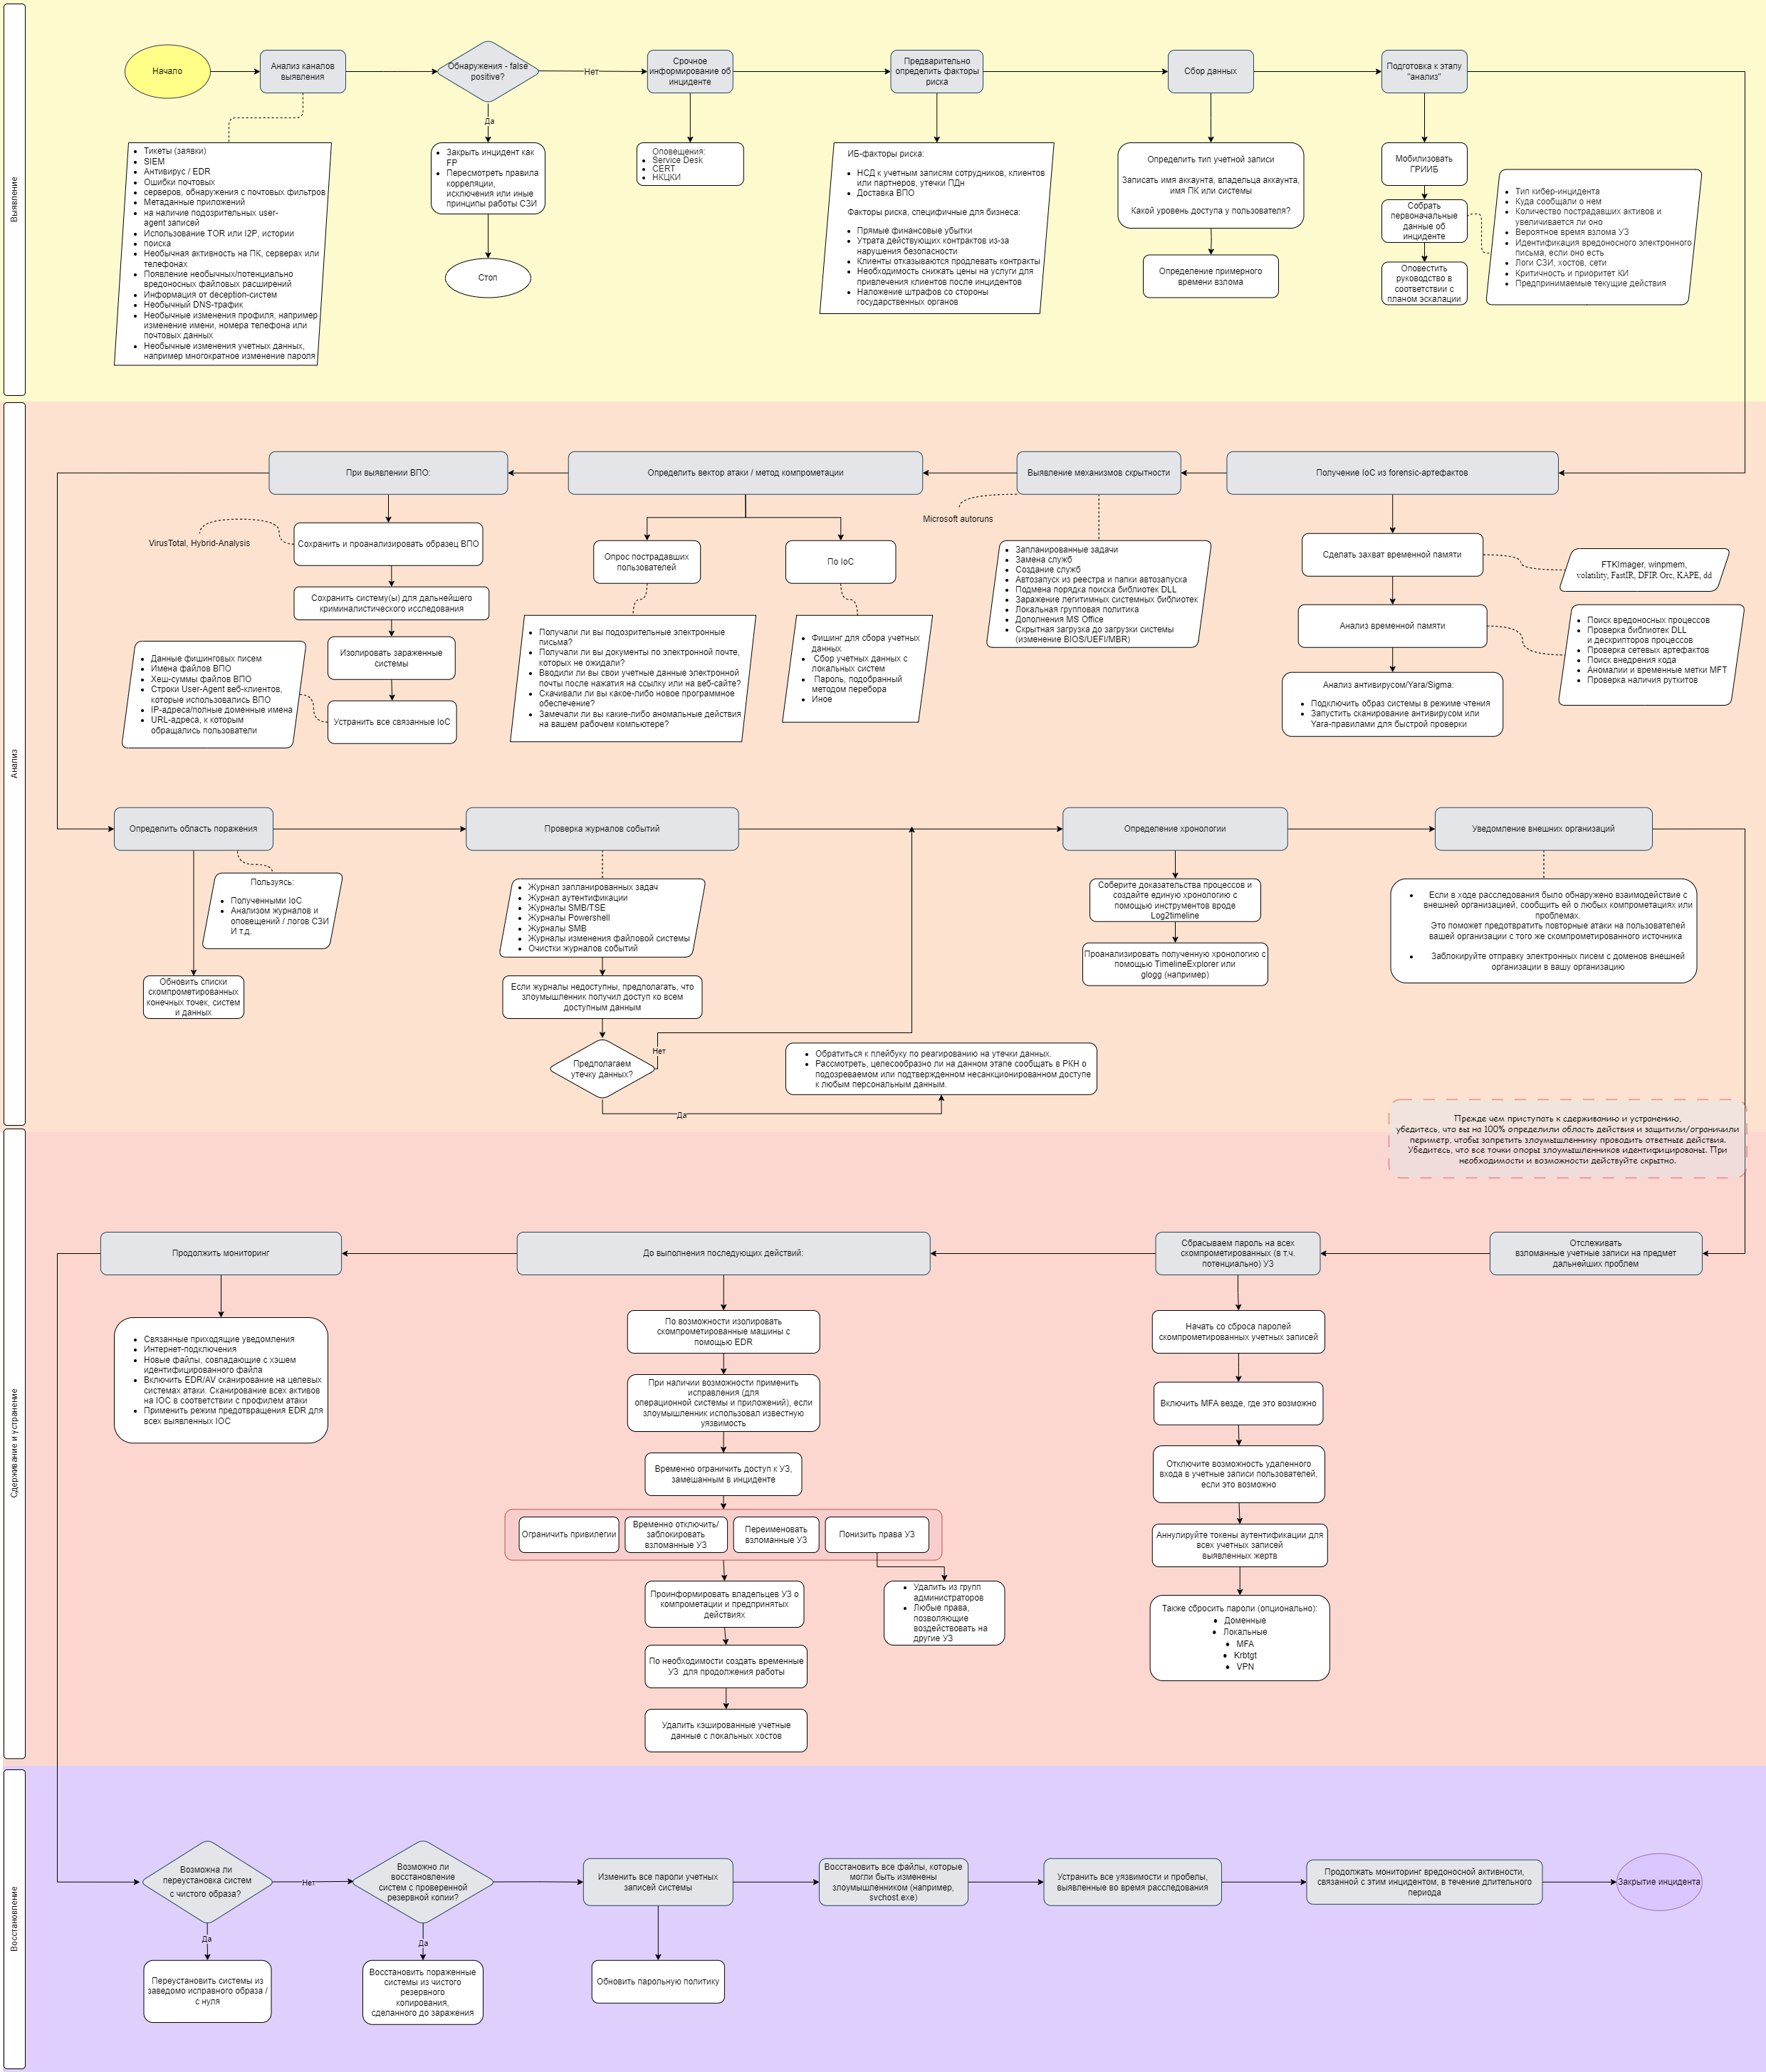 Выявление
Начало
Анализ каналов
выявления
Обнаружения - false
positive?
Нет
Да
Срочное
информирование об
инциденте
Предварительно
определить факторы
риска
Сбор данных
Подготовка к этапу
"анализ"
Тикеты (заявки)
SIEM
Антивирус / EDR
Ошибки почтовых
серверов, обнаружения с почтовых фильтров
Метаданные приложений
на наличие подозрительных user-
agent записей
Использование TOR или I2P, истории
поиска
Необычная активность на ПК, серверах или
телефонах
Появление необычных/потенциально
вредоносных файловых расширений
Информация от deception-систем
Необычный DNS-трафик
Необычные изменения профиля, например
изменение имени, номера телефона или
почтовых данных
Необычные изменения учетных данных,
например многократное изменение пароля
Закрыть инцидент как
FP
Пересмотреть правила
корреляции,
исключения или иные
принципы работы СЗИ
Стоп
Оповещения:
Service Desk
CERT
НКЦКИ
ИБ-факторы риска:
НСД к учетным записям сотрудников, клиентов
или партнеров, утечки ПДн
Доставка ВПО
Факторы риска, специфичные для бизнеса:
Прямые финансовые убытки
Утрата действующих контрактов из-за
нарушения безопасности
Клиенты отказываются продлевать контракты
Необходимость снижать цены на услуги для
привлечения клиентов после инцидентов
Наложение штрафов со стороны
государственных органов
Определить тип учетной записи
Записать имя аккаунта, владельца аккаунта,
имя ПК или системы
Какой уровень доступа у пользователя?
Определение примерного
времени взлома
Мобилизовать
ГРИИБ
Собрать
первоначальные
данные об
инциденте
Оповестить
руководство в
соответствии с
планом эскалации
Тип кибер-инцидента
Куда сообщали о нем
Количество пострадавших активов и
увеличивается ли оно
Вероятное время взлома УЗ
Идентификация вредоносного электронного
письма, если оно есть
Логи СЗИ, хостов, сети
Критичность и приоритет КИ
Предпринимаемые текущие действия
Анализ
При выявлении ВПО:
Определить вектор атаки / метод компрометации
Выявление механизмов скрытности
Получение IoC из forensic-артефактов
VirusTotal, Hybrid-Analysis
Сохранить и проанализировать образец ВПО
Сохранить систему(ы) для дальнейшего
криминалистического исследования
Изолировать зараженные
системы
Устранить все связанные IoC
Данные фишинговых писем
Имена файлов ВПО
Хеш-суммы файлов ВПО
Строки User-Agent веб-клиентов,
которые использовались ВПО
IP-адреса/полные доменные имена
URL-адреса, к которым
обращались пользователи
Опрос пострадавших
пользователей
По IoC
Получали ли вы подозрительные электронные
письма?
Получали ли вы документы по электронной почте,
которых не ожидали?
Вводили ли вы свои учетные данные электронной
почты после нажатия на ссылку или на веб-сайте?
Скачивали ли вы какое-либо новое программное
обеспечение?
Замечали ли вы какие-либо аномальные действия
на вашем рабочем компьютере?
Фишинг для сбора учетных
данных
Сбор учетных данных с
локальных систем
Пароль, подобранный
методом перебора
Иное
Microsoft autoruns
Запланированные задачи
Замена служб
Создание служб
Автозапуск из реестра и папки автозапуска
Подмена порядка поиска библиотек DLL
Заражение легитимных системных библиотек
Локальная групповая политика
Дополнения MS Office
Скрытная загрузка до загрузки системы
(изменение BIOS/UEFI/MBR)
Сделать захват временной памяти
FTKImager, winpmem,
volatility, FastIR, DFIR Orc, KAPE, dd
Анализ временной памяти
Поиск вредоносных процессов
Проверка библиотек DLL
и дескрипторов процессов
Проверка сетевых артефактов
Поиск внедрения кода
Аномалии и временные метки MFT
Проверка наличия руткитов
Анализ антивирусом/Yara/Sigma:
Подключить образ системы в режиме чтения
Запустить сканирование антивирусом или
Yara-правилами для быстрой проверки
Определить область поражения
Проверка журналов событий
Определение хронологии
Уведомление внешних организаций
Пользуясь:
Полученными IoC
Анализом журналов и
оповещений / логов СЗИ
И т.д.
Обновить списки
скомпрометированных
конечных точек, систем
и данных
Журнал запланированных задач
Журнал аутентификации
Журналы SMB/TSE
Журналы Powershell
Журналы SMB
Журналы изменения файловой системы
Очистки журналов событий
Если журналы недоступны, предполагать, что
злоумышленник получил доступ ко всем
доступным данным
Предполагаем
утечку данных?
Нет
Да
Обратиться к плейбуку по реагированию на утечки данных.
Рассмотреть, целесообразно ли на данном этапе сообщать в РКН о
подозреваемом или подтвержденном несанкционированном доступе
к любым персональным данным.
Соберите доказательства процессов и
создайте единую хронологию с
помощью инструментов вроде
Log2timeline
Проанализировать полученную хронологию с
помощью TimelineExplorer или
glogg (например)
Если в ходе расследования было обнаружено взаимодействие с
внешней организацией, сообщить ей о любых компрометациях или
проблемах.
Это поможет предотвратить повторные атаки на пользователей
вашей организации с того же скомпрометированного источника
Заблокируйте отправку электронных писем с доменов внешней
организации в вашу организацию
Прежде чем приступать к сдерживанию и устранению,
убедитесь, что вы на 100% определили область действия и защитили/ограничили
периметр, чтобы запретить злоумышленнику проводить ответные действия.
Убедитесь, что все точки опоры злоумышленников идентифицированы. При
необходимости и возможности действуйте скрытно.
Сдерживание и устранение
Продолжить мониторинг
До выполнения последующих действий:
Сбрасываем пароль на всех
скомпрометированных (в т.ч.
потенциально) УЗ
Отслеживать
взломанные учетные записи на предмет
дальнейших проблем
Связанные приходящие уведомления
Интернет-подключения
Новые файлы, совпадающие с хэшем
идентифицированного файла
Включить EDR/AV сканирование на целевых
системах атаки. Сканирование всех активов
на IOC в соответствии с профилем атаки
Применить режим предотвращения EDR для
всех выявленных IOC
По возможности изолировать
скомпрометированные машины с
помощью EDR
При наличии возможности применить
исправления (для
операционной системы и приложений), если
злоумышленник использовал известную
уязвимость
Временно ограничить доступ к УЗ,
замешанным в инциденте
Ограничить привилегии
Временно отключить/
заблокировать
взломанные УЗ
Переименовать
взломанные УЗ
Понизить права УЗ
Проинформировать владельцев УЗ о
компрометации и предпринятых
действиях
Удалить из групп
администраторов
Любые права,
позволяющие
воздействовать на
другие УЗ
По необходимости создать временные
УЗ для продолжения работы
Удалить кэшированные учетные
данные с локальных хостов
Начать со сброса паролей
скомпрометированных учетных записей
Включить MFA везде, где это возможно
Отключите возможность удаленного
входа в учетные записи пользователей,
если это возможно
Аннулируйте токены аутентификации для
всех учетных записей
выявленных жертв
Также сбросить пароли (опционально):
Доменные
Локальные
MFA
Krbtgt
VPN
Восстановление
Возможна ли
переустановка систем
с чистого образа?
Нет
Возможно ли
восстановление
систем с проверенной
резервной копии?
Изменить все пароли учетных
записей системы
Восстановить все файлы, которые
могли быть изменены
злоумышленником (например,
svchost.exe)
Устранить все уязвимости и пробелы,
выявленные во время расследования
Продолжать мониторинг вредоносной активности,
связанной с этим инцидентом, в течение длительного
периода
Закрытие инцидента
Да
Да
Переустановить системы из
заведомо исправного образа /
с нуля
Восстановить пораженные
системы из чистого
резервного
копирования,
сделанного до заражения
Обновить парольную политику